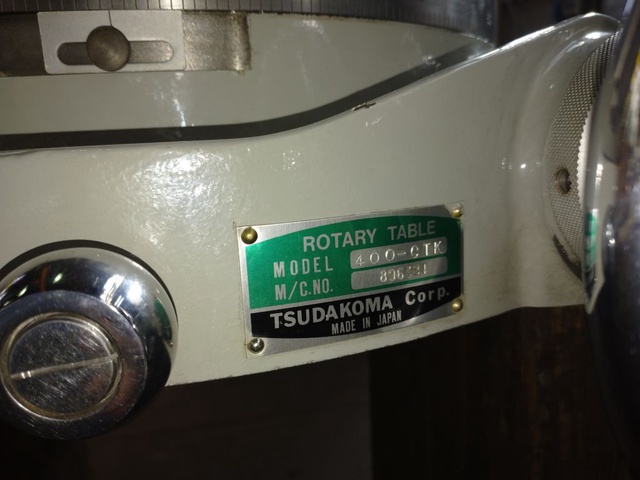 ROTARY TABLE
MODEL 400-CTK
M/C.NO.
TSUDAKOMA Corp.
MADE IN JAPAN